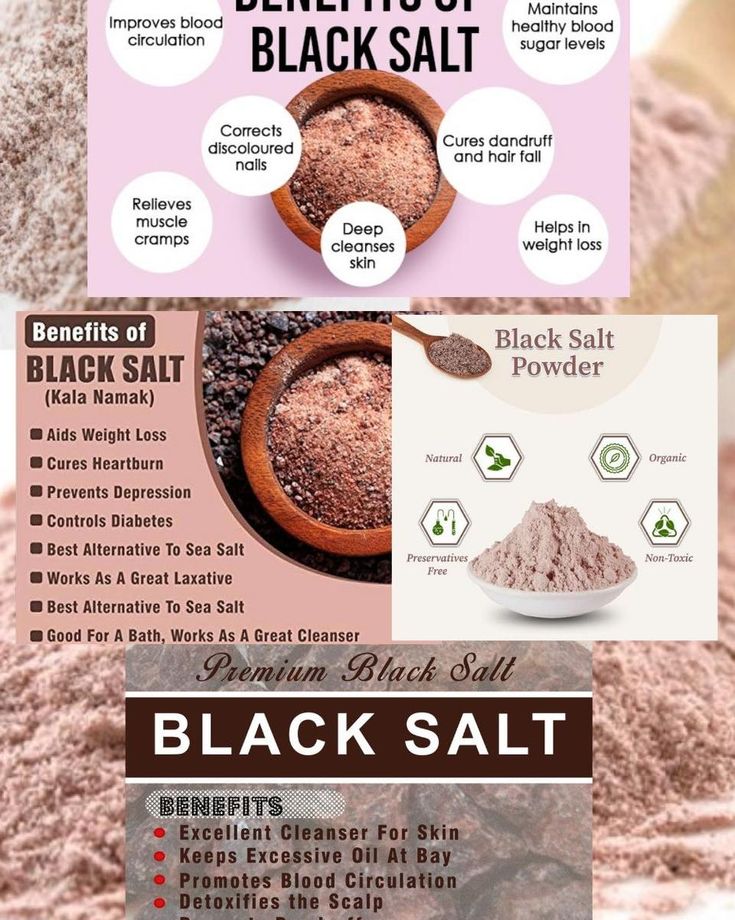 BENEFITS OF
BLACK SALT
Improves blood
circulation
Maintains
healthy blood
sugar levels
Corrects
discoloured
nails
Cures dandruff
and hair fall
Relieves
muscle
cramps
Deep
cleanses
skin
Helps in
weight loss
Benefits of
BLACK SALT
(Kala Namak)
Aids Weight Loss
Cures Heartburn
Prevents Depression
Controls Diabetes
Best Alternative To Sea Salt
Works As A Great Laxative
Best Alternative To Sea Salt
Good For A Bath, Works As A Great Cleanser
Black Salt
Powder
Natural
Organic
Preservatives
Free
Non-Toxic
Premium Black Salt
BLACK SALT
BENEFITS
Excellent Cleanser For Skin
Keeps Excessive Oil At Bay
Promotes Blood Circulation
Detoxifies the Scalp